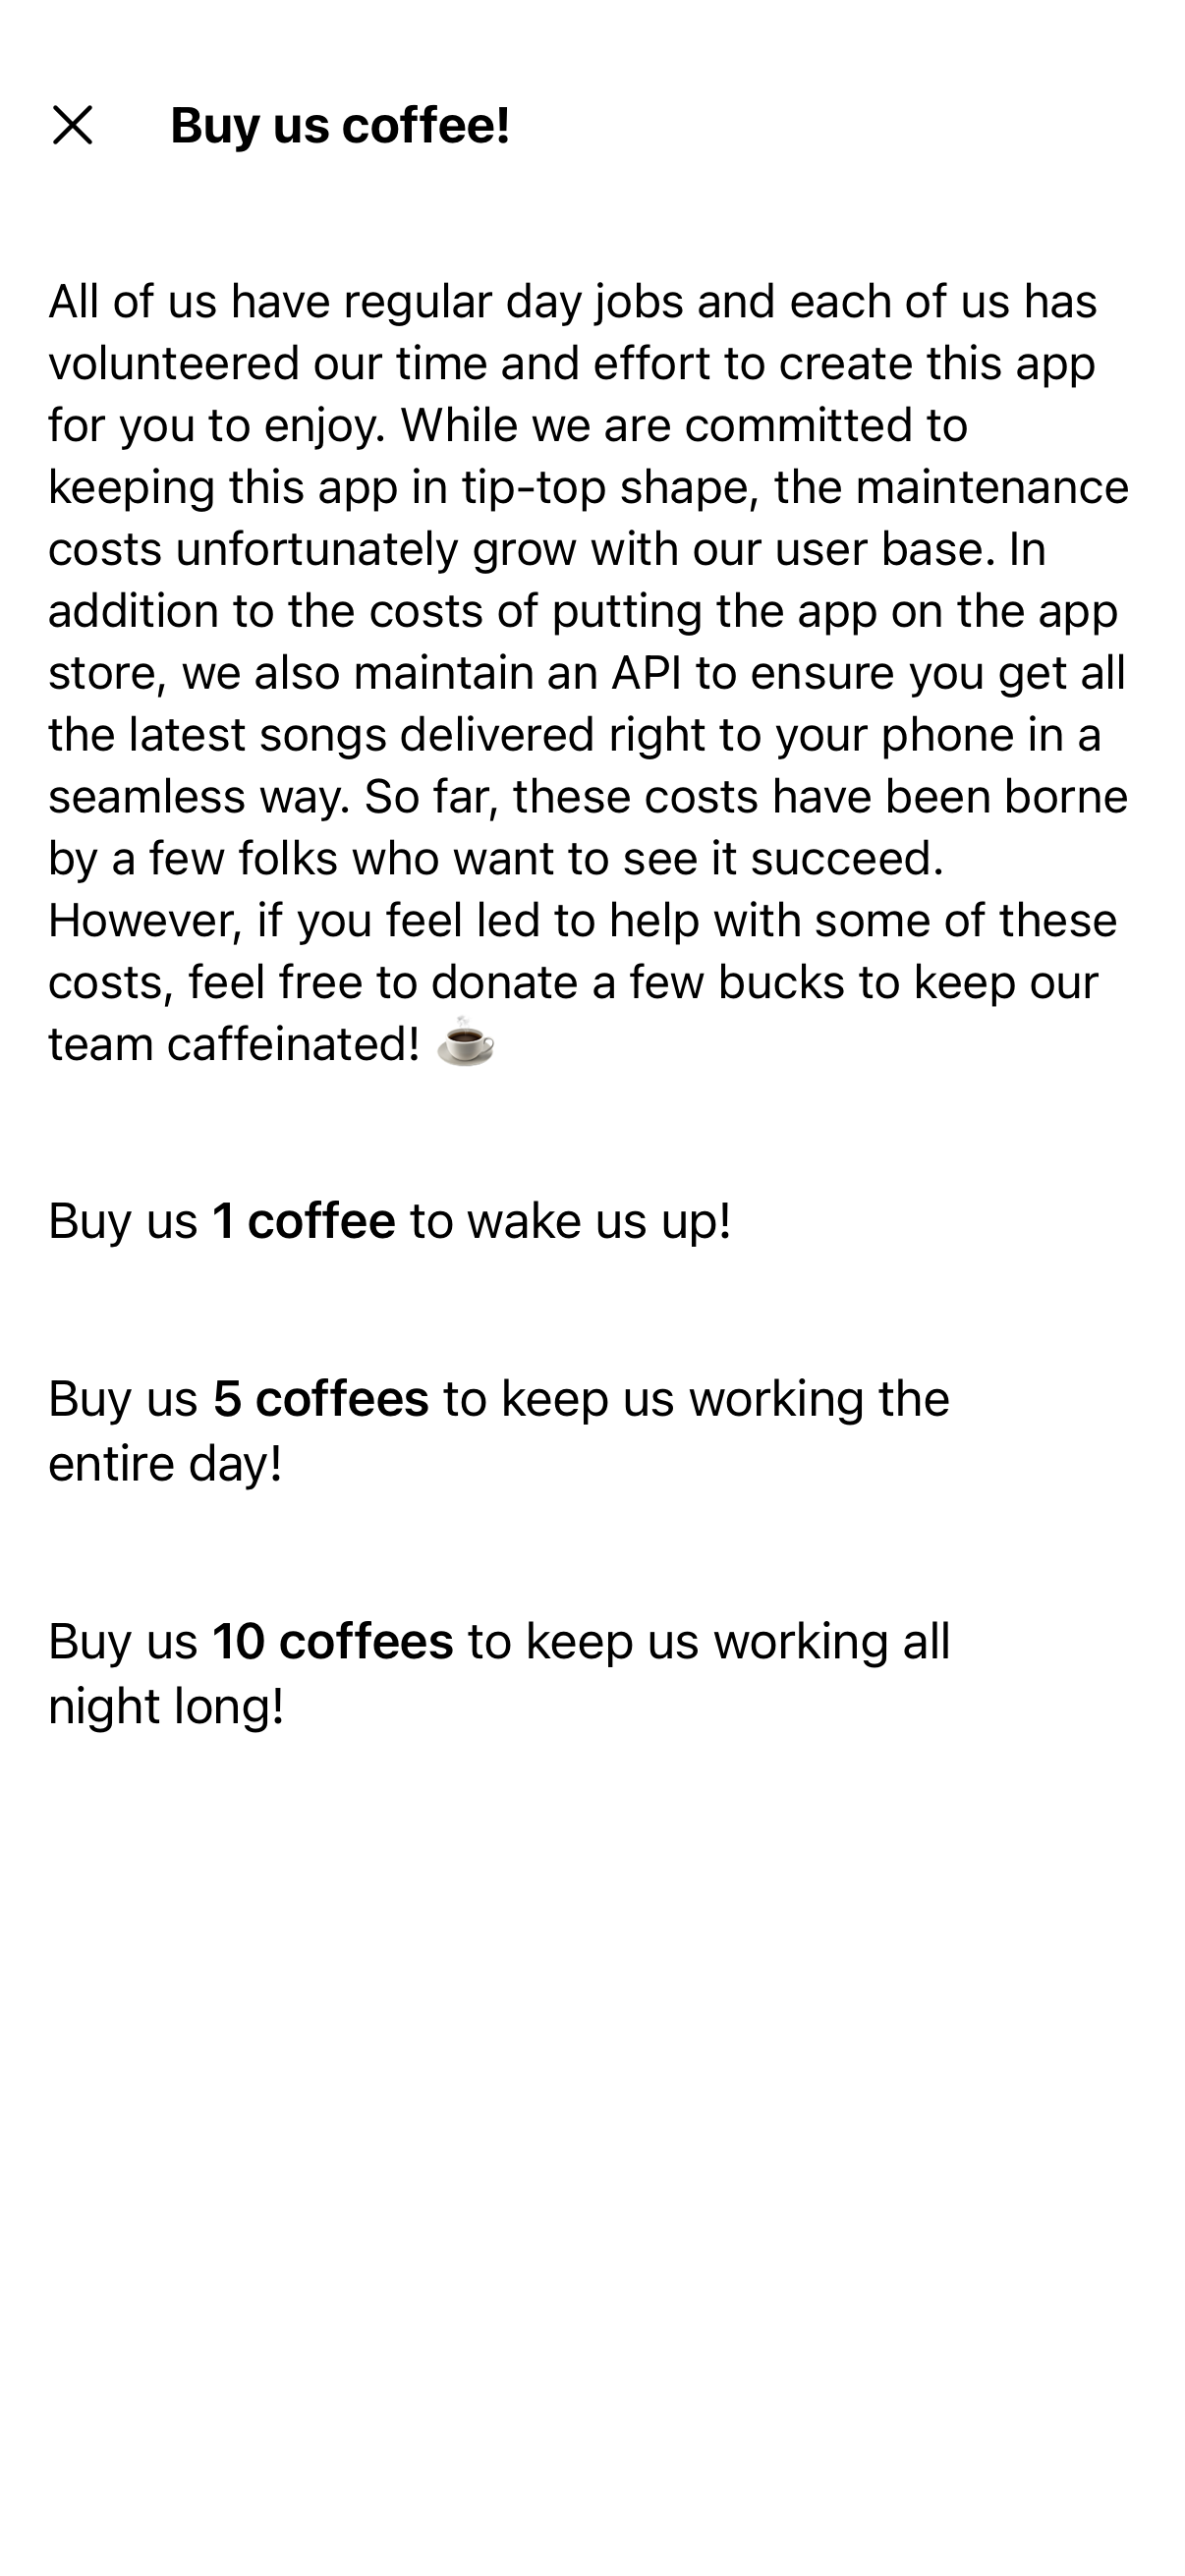 Buy us coffee!
All of us have regular day jobs and each of us has
volunteered our time and effort to create this app
for you to enjoy. While we are committed to
keeping this app in tip-top shape, the maintenance
costs unfortunately grow with our user base. In
addition to the costs of putting the app on the app
store, we also maintain an API to ensure you get all
the latest songs delivered right to your phone in a
seamless way. So far, these costs have been borne
by a few folks who want to see it succeed.
However, if you feel led to help with some of these
costs, feel free to donate a few bucks to keep our
team caffeinated! ☕
Buy us 1 coffee to wake us up!
Buy us 5 coffees to keep us working the
entire day!
Buy us 10 coffees to keep us working all
night long!